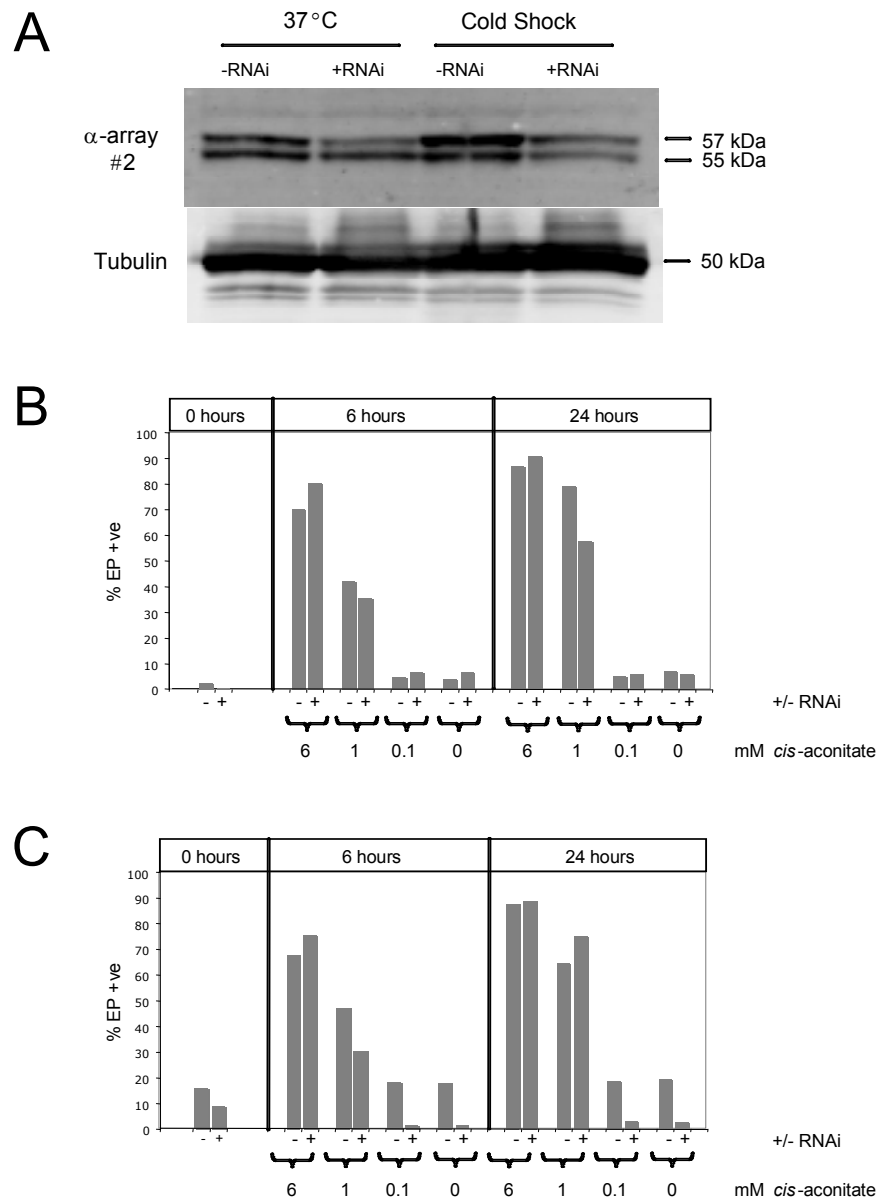 A
37°C Cold Shock
-RNAi +RNAi -RNAi +RNAi
α-array
#2
57 kDa
55 kDa
Tubulin
50 kDa
B
0 hours 6 hours 24 hours
% EP +ve
100
90
80
70
60
50
40
30
20
10
0
- + - + - + - + - + - + - + - + - + +/- RNAi
6 1 0.1 0 6 1 0.1 0 mM cis-aconitate
C
0 hours 6 hours 24 hours
% EP +ve
100
90
80
70
60
50
40
30
20
10
0
- + - + - + - + - + - + - + - + - + +/- RNAi
6 1 0.1 0 6 1 0.1 0 mM cis-aconitate